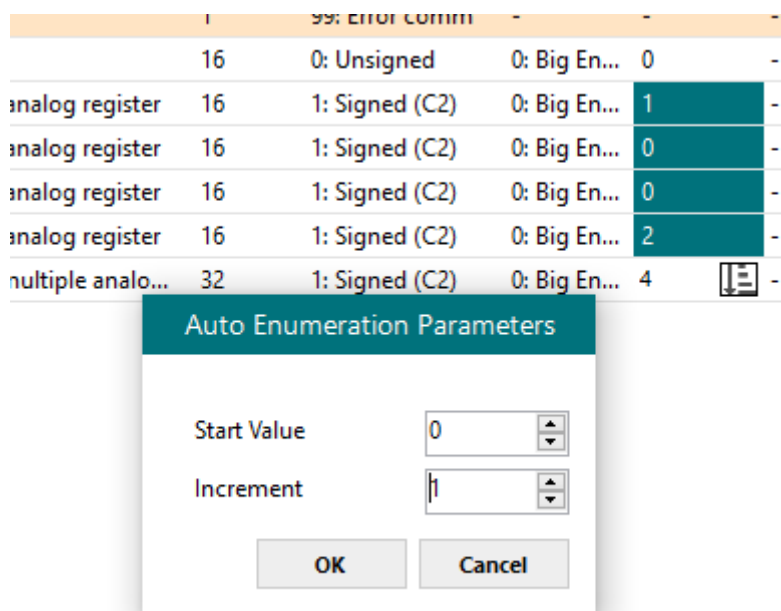 1 99: Error comm - - -
16 0: Unsigned 0: Big En... 0 -
analog register 16 1: Signed (C2) 0: Big En... 1 -
analog register 16 1: Signed (C2) 0: Big En... 0 -
analog register 16 1: Signed (C2) 0: Big En... 0 -
analog register 16 1: Signed (C2) 0: Big En... 2 -
multiple analo... 32 1: Signed (C2) 0: Big En... 4 -
Auto Enumeration Parameters
Start Value 0
Increment 1
OK Cancel